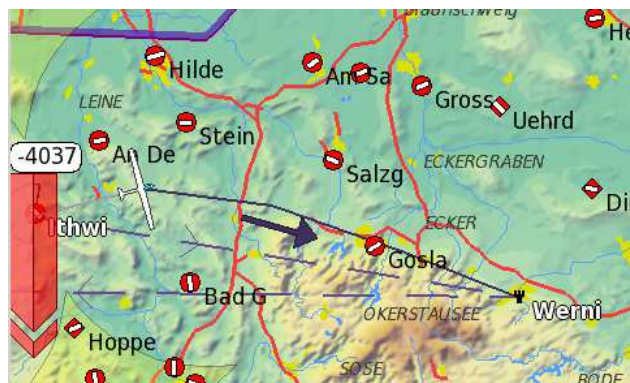 Braunschweig
He
Hilde
Am Sa
LEINE
Gross
Uehrd
Stein
-4037
An De
ECKERGRABEN
Salzg
Di
Ithwi
ECKER
Gosla
Bad G
Werni
OKERSTAUSEE
Hoppe
SOSE
BODE